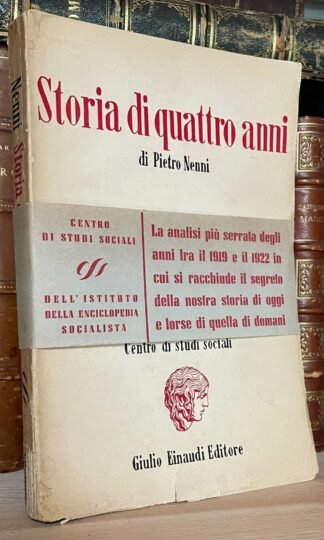 Storia di quattro anni
di Pietro Nenni
CENTRO
DI STUDI SOCIALI
DELL'ISTITUTO
DELLA ENCICLOPEDIA
SOCIALISTA
La analisi più serrata degli
anni fra il 1919 e il 1922 in
cui si racchiude il segreto
della nostra storia di oggi
e forse di quella di domani
Centro di studi sociali
Giulio Einaudi Editore
Nenni Storia